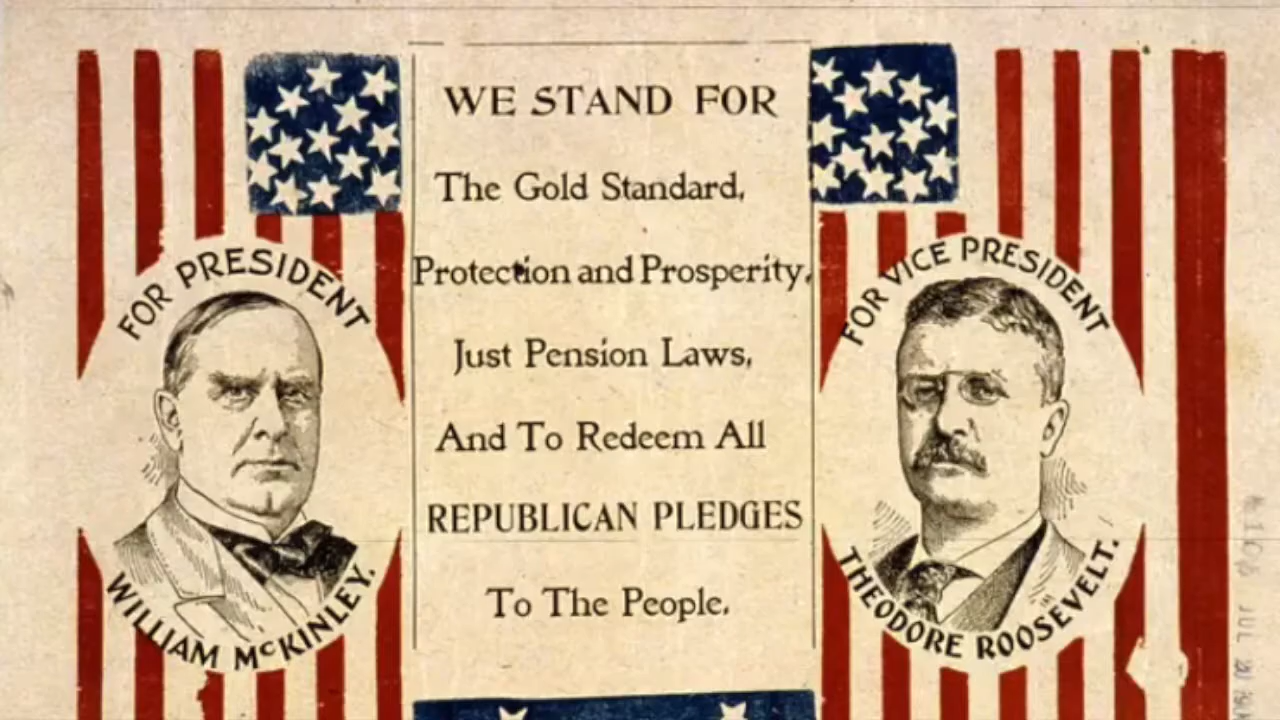 WE STAND FOR
The Gold Standard,
Protection and Prosperity,
Just Pension Laws,
And To Redeem All
REPUBLICAN PLEDGES
To The People.
FOR PRESIDENT
WILLIAM McKINLEY.
FOR VICE PRESIDENT
THEODORE ROOSEVELT.
JUL